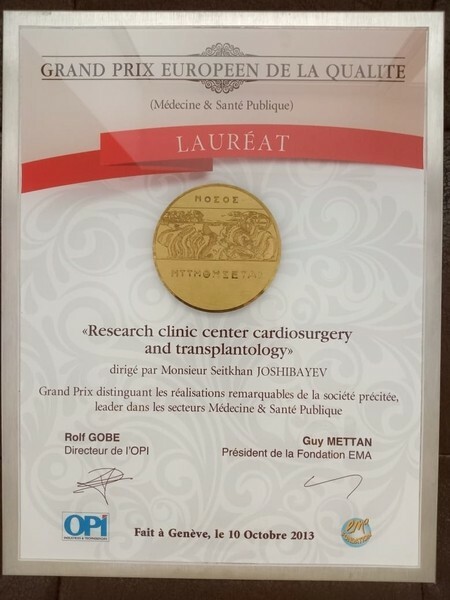 GRAND PRIX EUROPEEN DE LA QUALITE
(Médecine & Santé Publique)
LAURÉAT
«Research clinic center cardiosurgery
and transplantology»
dirigé par Monsieur Seitkhan JOSHIBAYEV
Grand Prix distinguant les réalisations remarquables de la société précitée,
leader dans les secteurs Médecine & Santé Publique
Rolf GOBE
Directeur de l'OPI
Guy METTAN
Président de la Fondation EMA
OPI
Fait à Genève, le 10 Octobre 2013